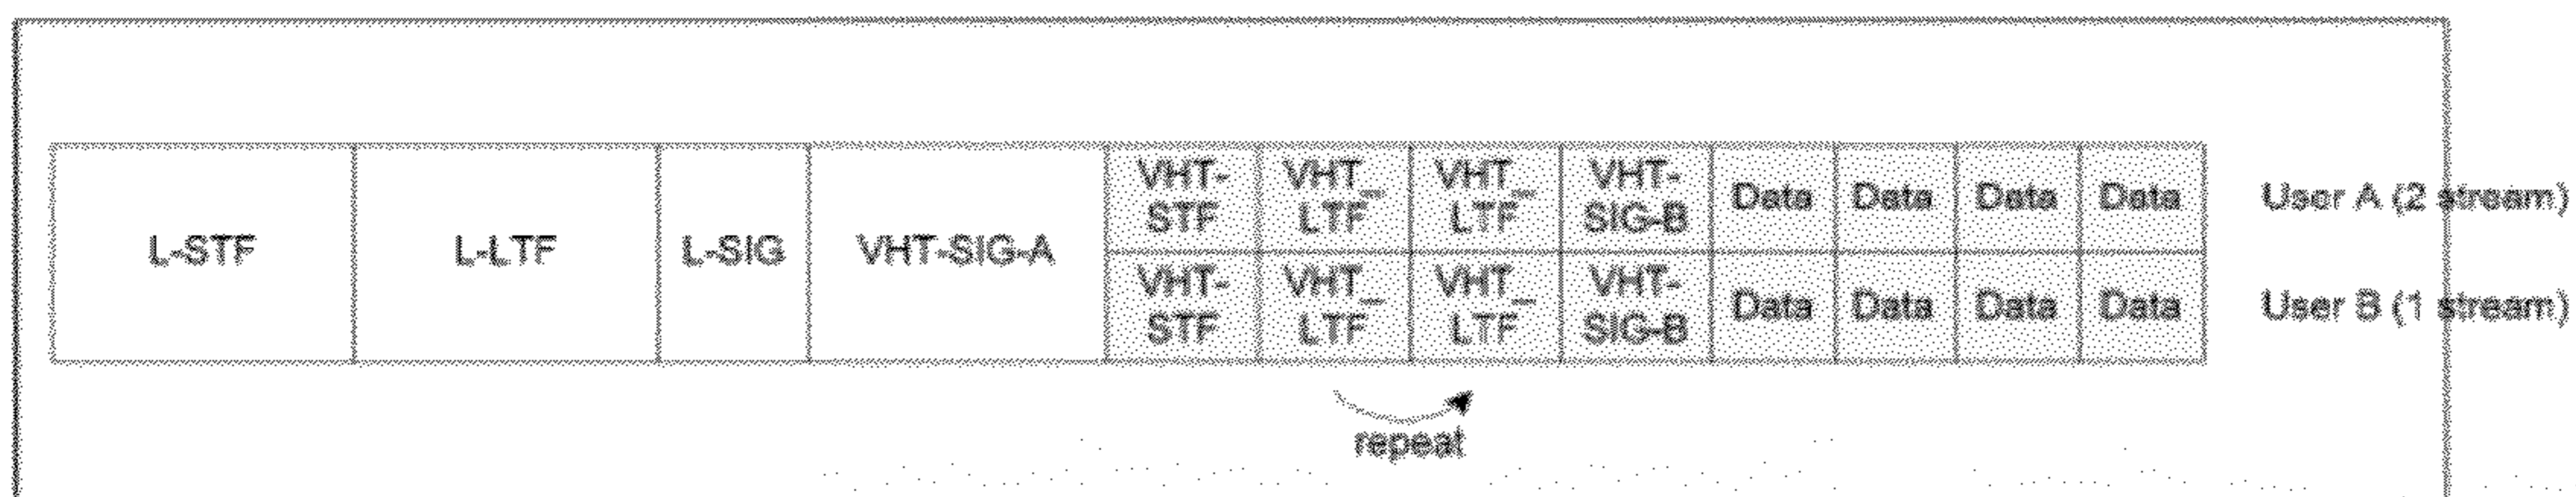 L-STF L-LTF L-SIG VHT-SIG-A
VHT- VHT_ VHT_ VHT- Data Data Data Data User A (2 stream)
STF LTF LTF SIG-B
VHT- VHT_ VHT_ VHT- Data Data Data Data User B (1 stream)
STF LTF LTF SIG-B
repeat